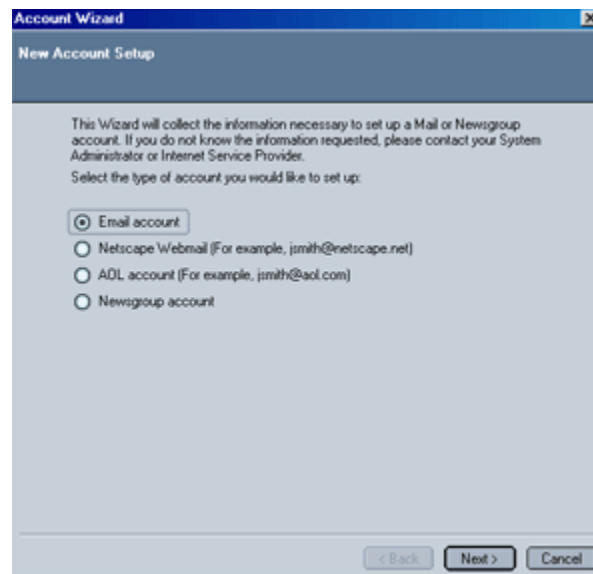 Account Wizard
New Account Setup
This Wizard will collect the information necessary to set up a Mail or Newsgroup
account. If you do not know the information requested, please contact your System
Administrator or Internet Service Provider.
Select the type of account you would like to set up:
Email account
Netscape Webmail (For example, jsmith@netscape.net)
AOL account (For example, jsmith@aol.com)
Newsgroup account
< Back Next > Cancel